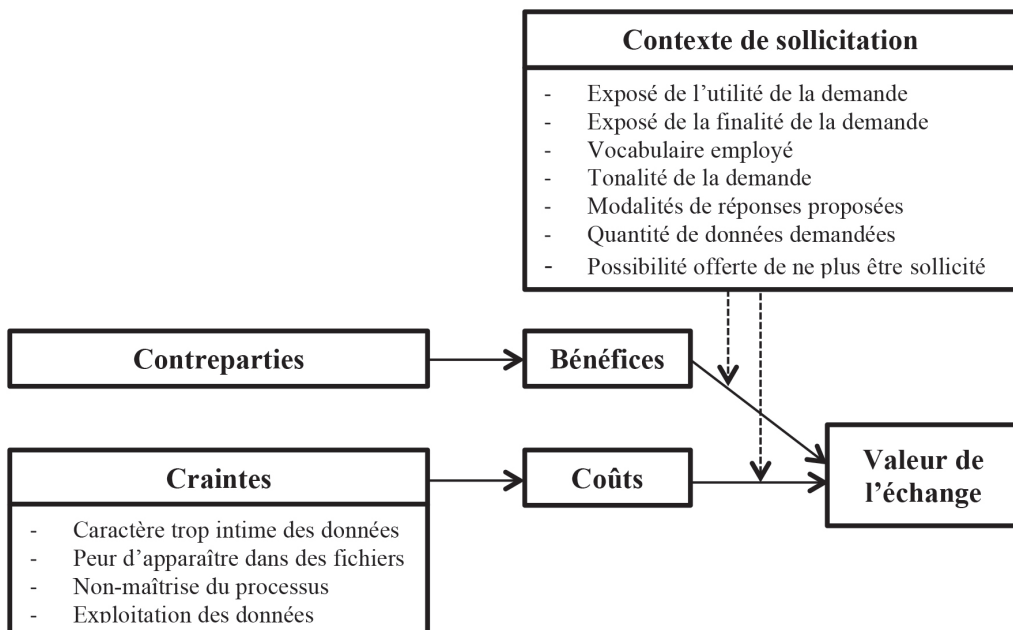 Contexte de sollicitation
- Exposé de l'utilité de la demande
- Exposé de la finalité de la demande
- Vocabulaire employé
- Tonalité de la demande
- Modalités de réponses proposées
- Quantité de données demandées
- Possibilité offerte de ne plus être sollicité
Contreparties
Bénéfices
Craintes
- Caractère trop intime des données
- Peur d'apparaître dans des fichiers
- Non-maîtrise du processus
- Exploitation des données
Coûts
Valeur de
l'échange